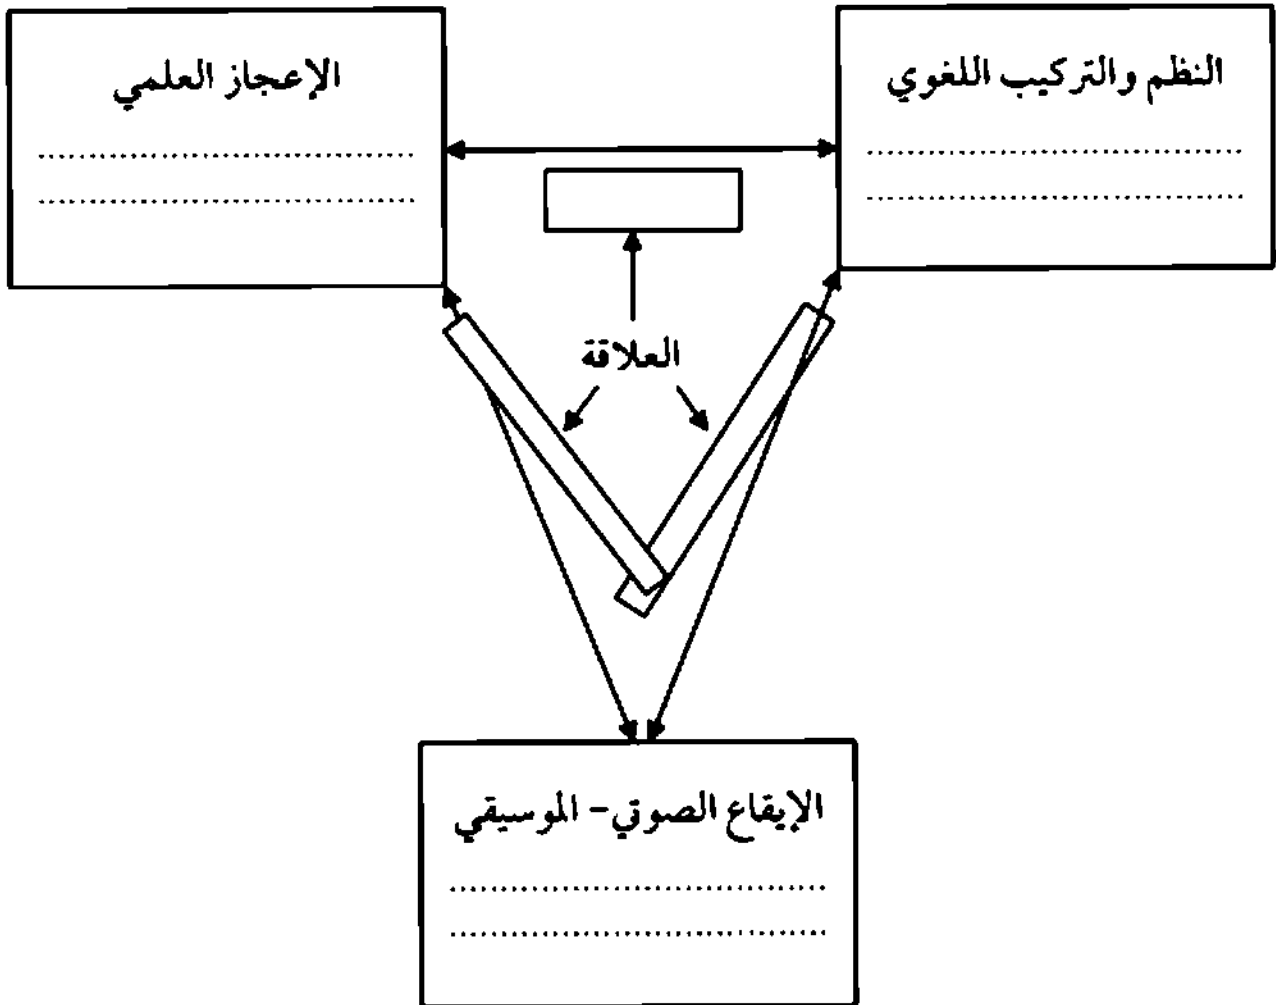 النظم والتركيب اللغوي
الإعجاز العلمي
العلاقة
الإيقاع الصوتي - الموسيقي